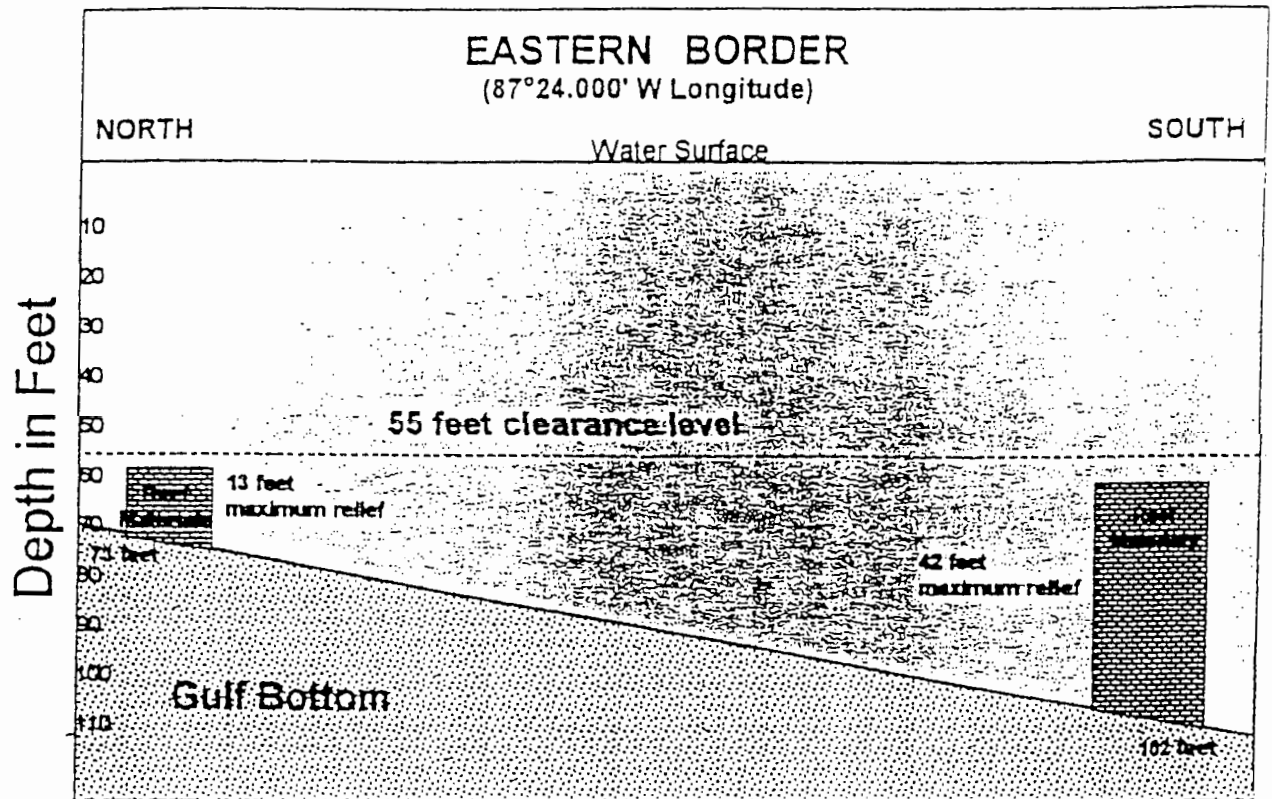 EASTERN BORDER
(87°24.000' W Longitude)
NORTH
SOUTH
Water Surface
Depth in Feet
10
20
30
40
50
55 feet clearance level
60
13 feet
maximum relief
Reef
70
feet
80
42 feet
maximum relief
90
100
Gulf Bottom
110
feet